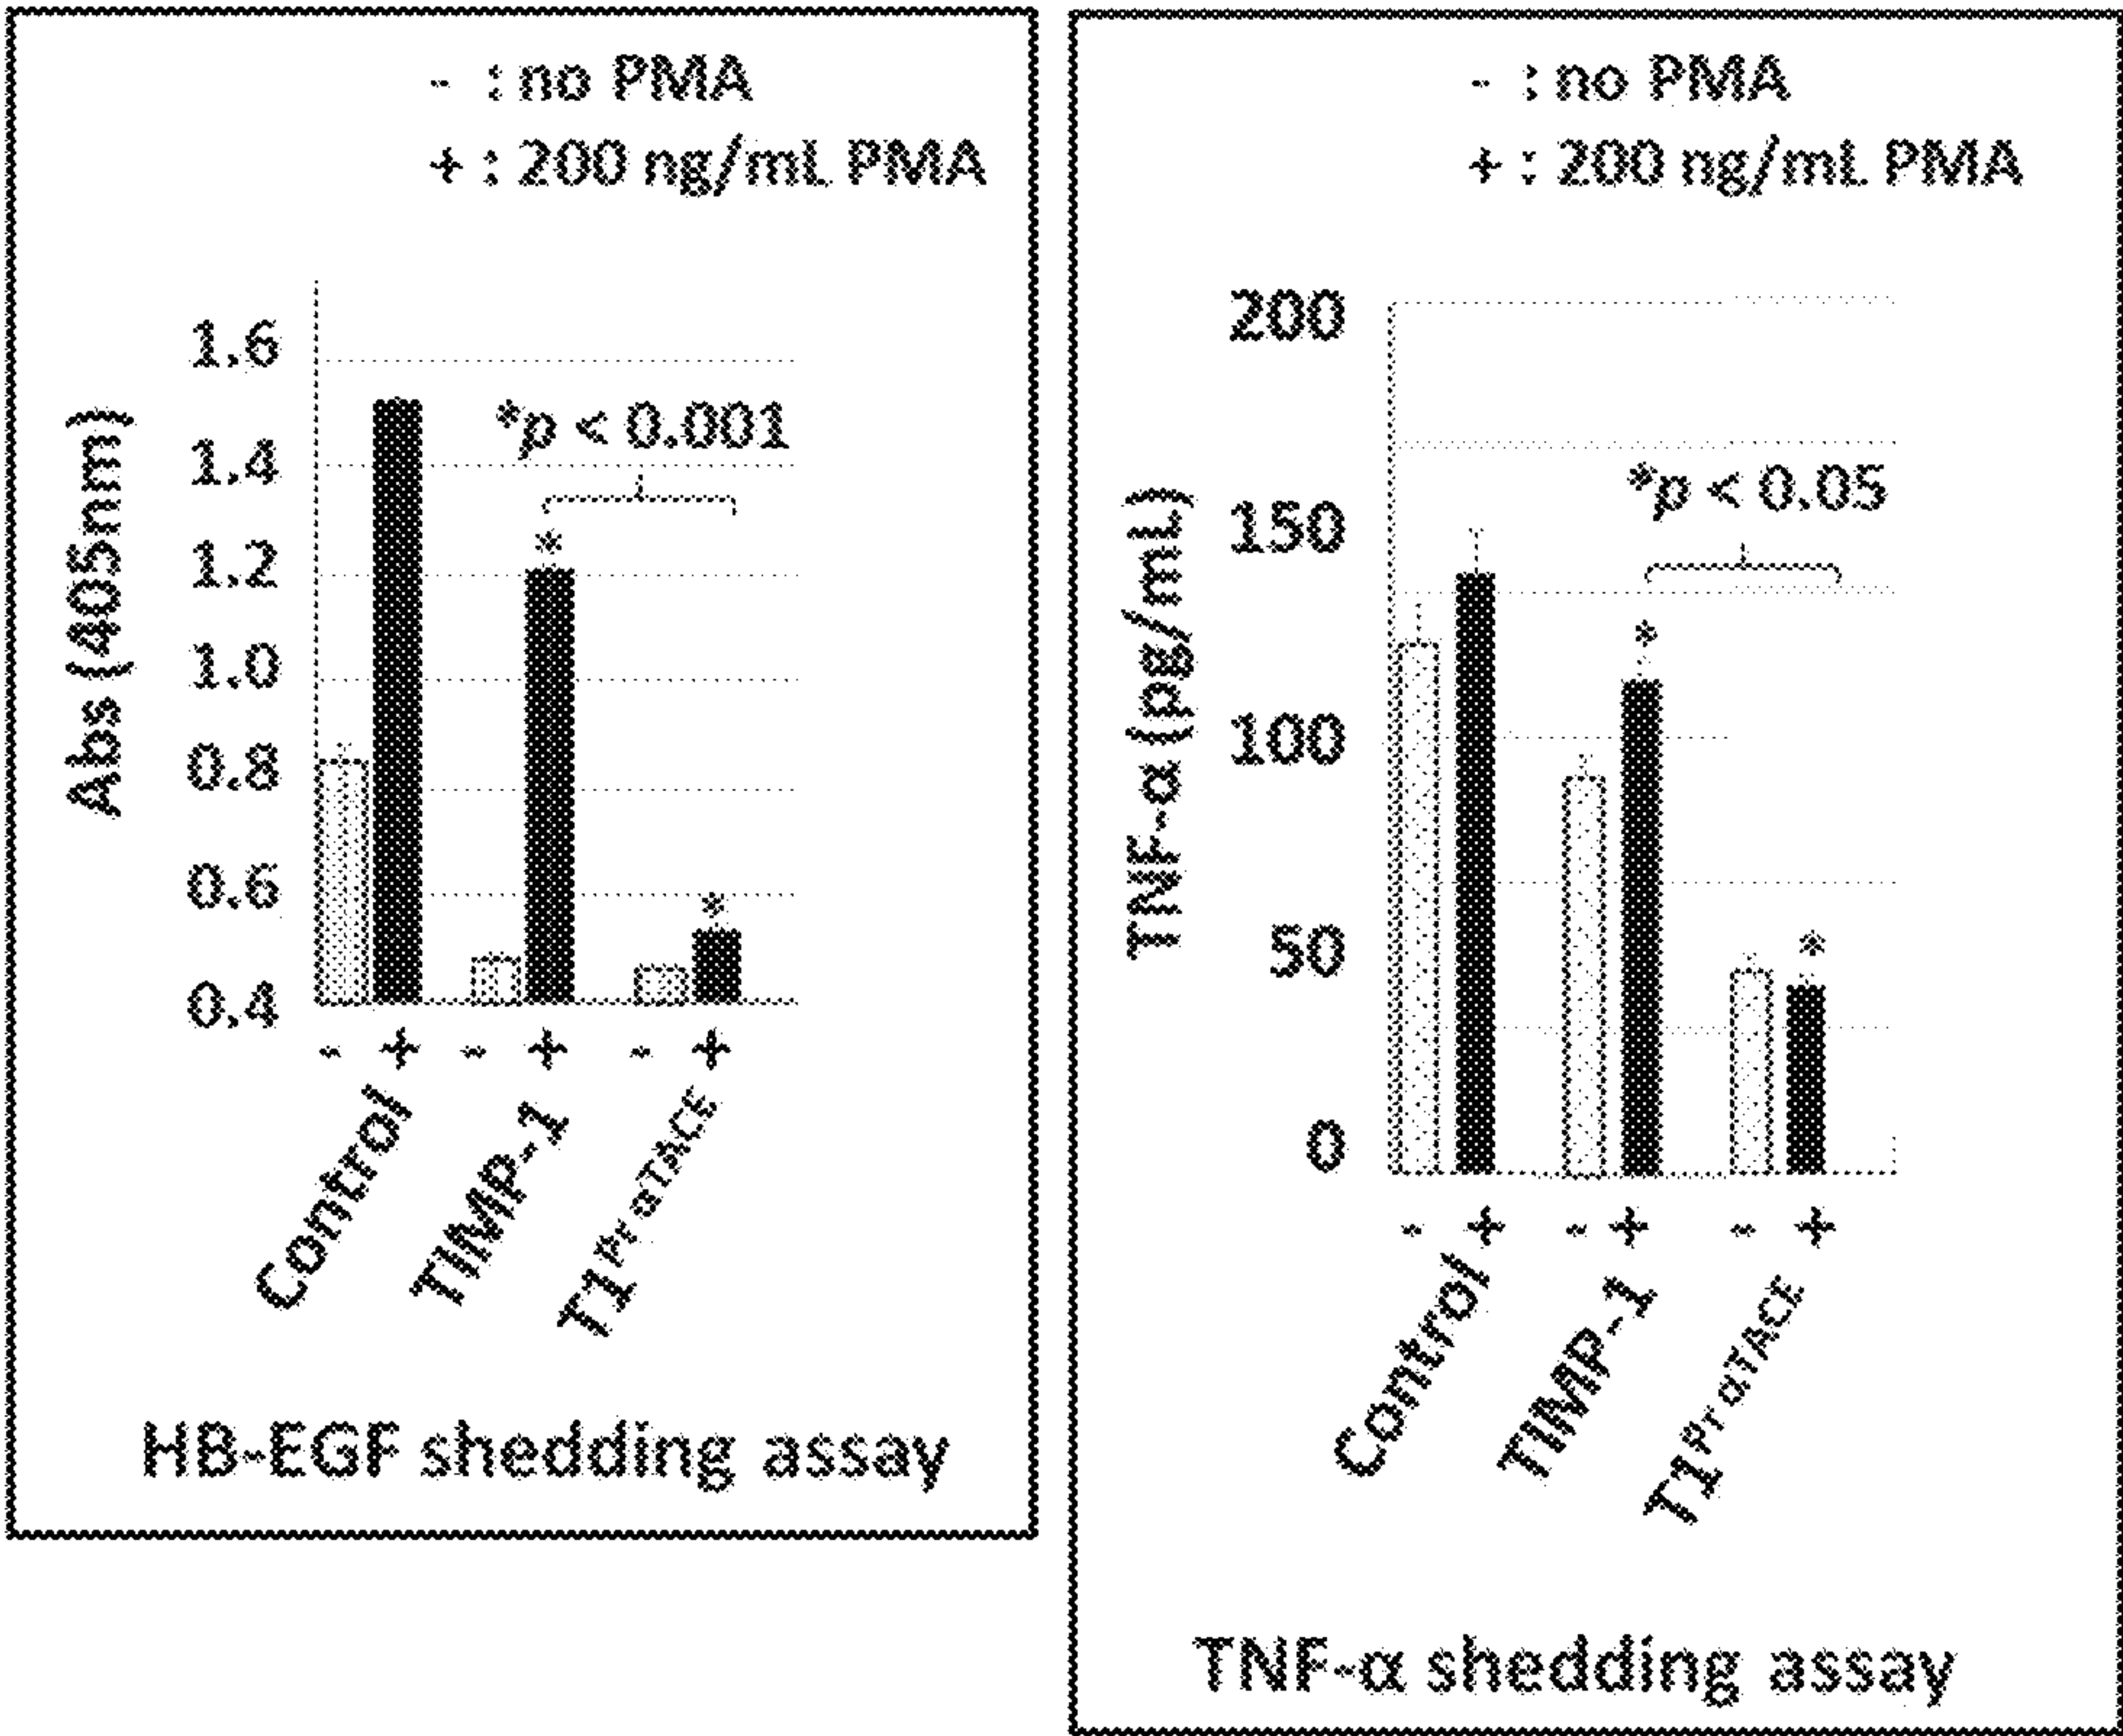 - : no PMA
+ : 200 ng/mL PMA
Abs (405nm)
1.6
1.4
1.2
1.0
0.8
0.6
0.4
*p < 0.001
*
*
- + - + - +
Control
TIMP-1
T1PrαTACE
HB-EGF shedding assay
- : no PMA
+ : 200 ng/mL PMA
TNF-α (pg/mL)
200
150
100
50
0
*p < 0.05
*
*
- + - + - +
Control
TIMP-1
T1PrαTACE
TNF-α shedding assay